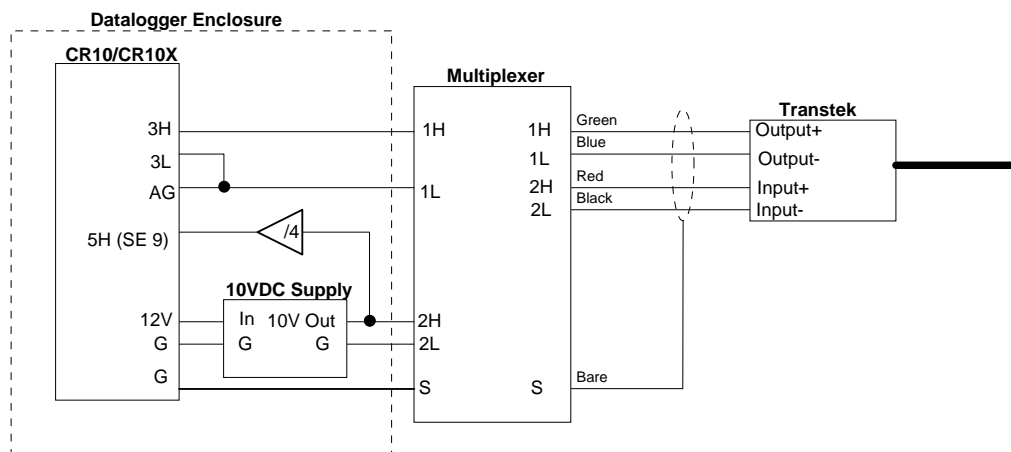 Datalogger Enclosure
CR10/CR10X
Multiplexer
Transtek
3H
3L
AG
5H (SE 9)
/4
10VDC Supply
12V
In
10V Out
G
G
G
G
1H
1L
2H
2L
S
1H
1L
2H
2L
S
Green
Blue
Red
Black
Bare
Output+
Output-
Input+
Input-